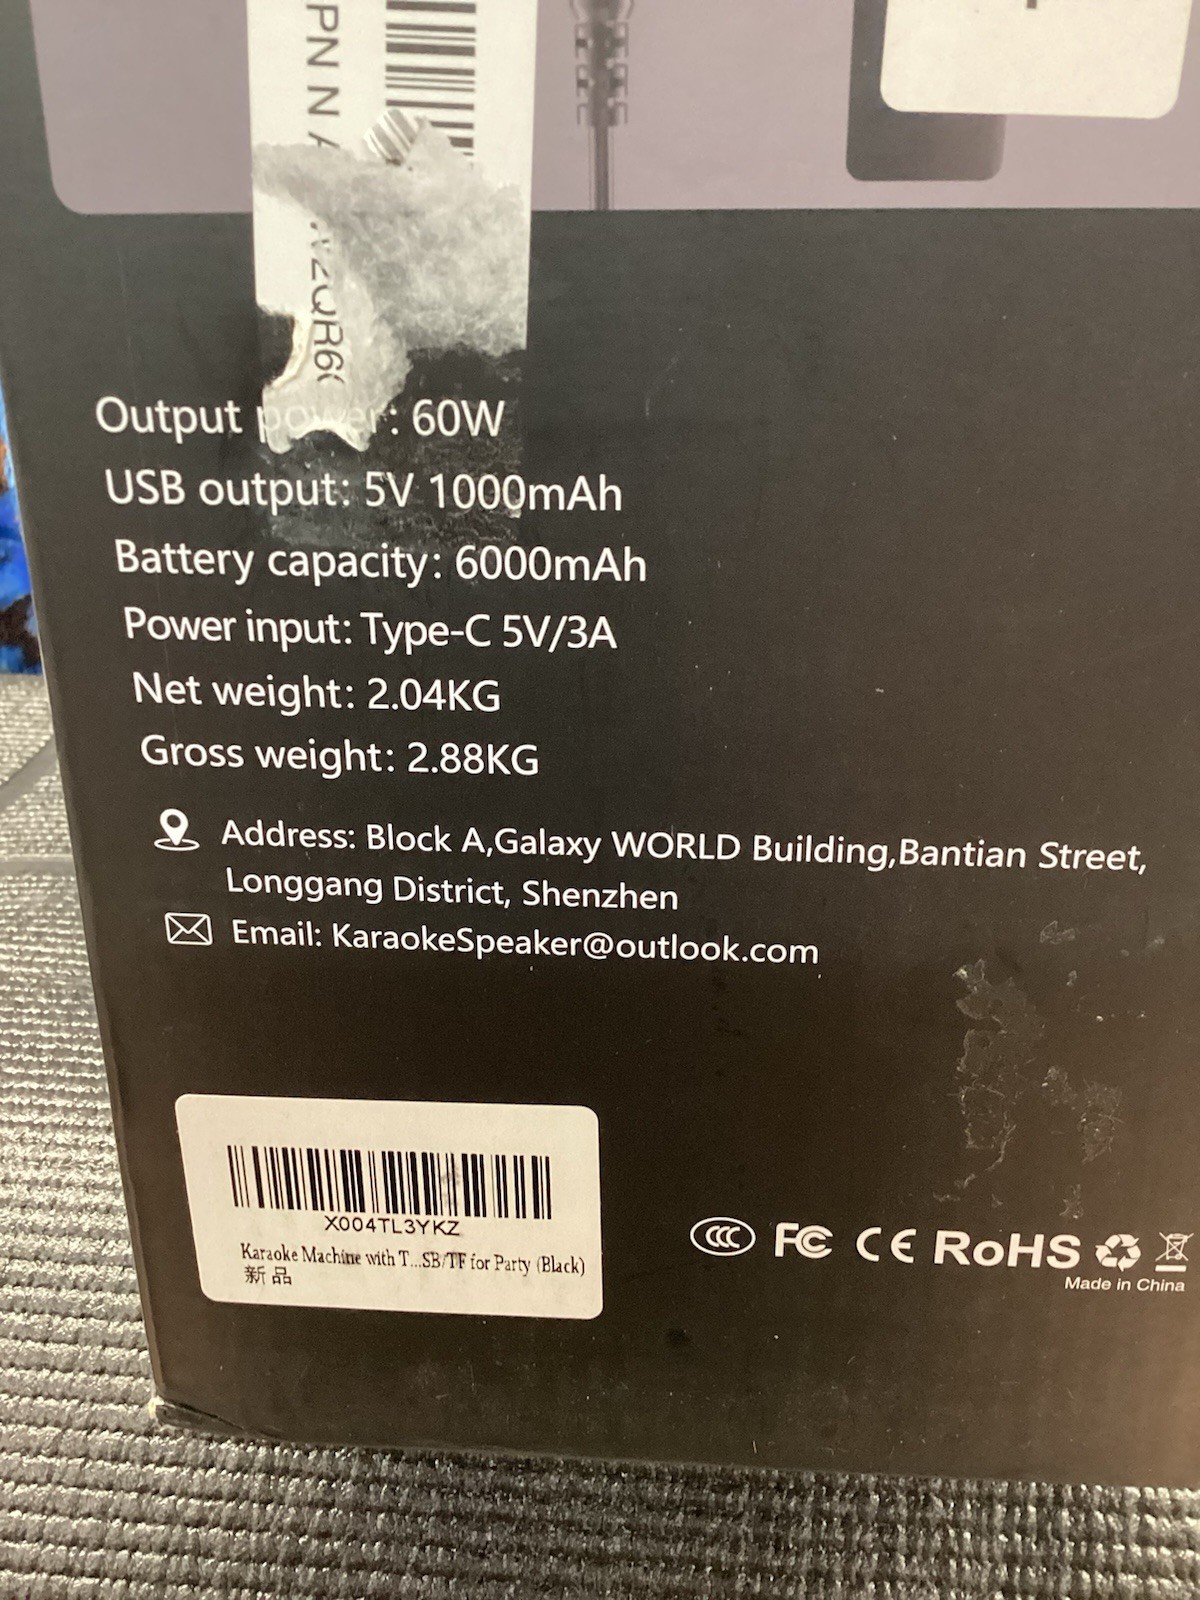 PN N
Output power: 60W
USB output: 5V 1000mAh
Battery capacity: 6000mAh
Power input: Type-C 5V/3A
Net weight: 2.04KG
Gross weight: 2.88KG
Address: Block A,Galaxy WORLD Building,Bantian Street,
Longgang District, Shenzhen
Email: KaraokeSpeaker@outlook.com
X004TL3YKZ
Karaoke Machine with T...SB/TF for Party (Black)
新品
CCC FC CE RoHS
Made in China